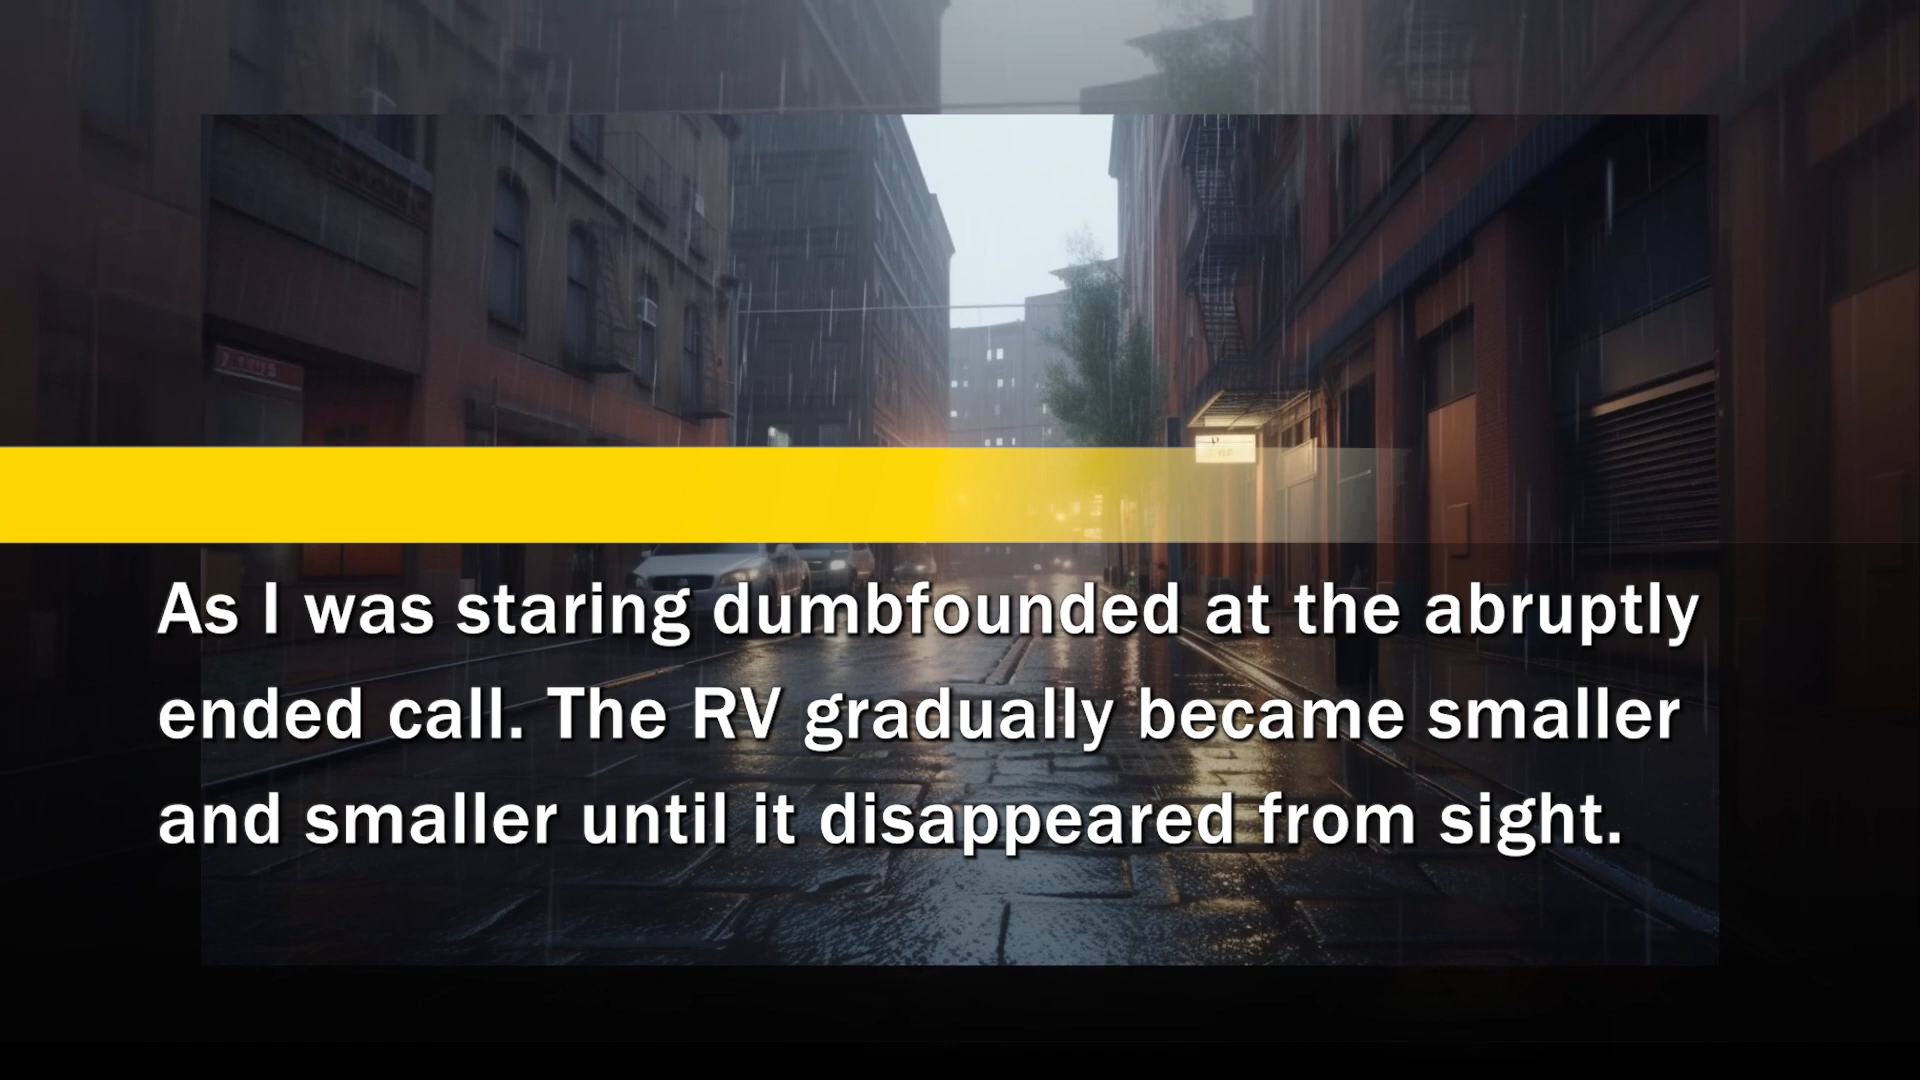 As I was staring dumbfounded at the abruptly
ended call. The RV gradually became smaller
and smaller until it disappeared from sight.